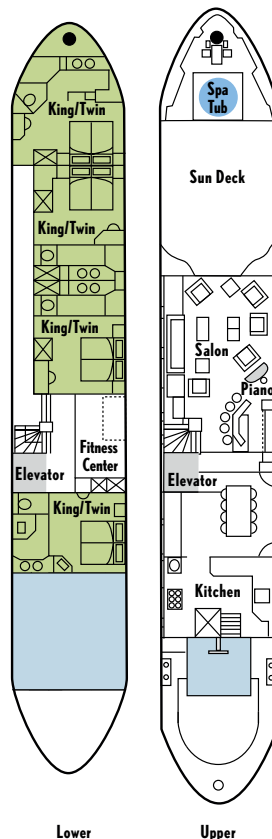 King/Twin
King/Twin
King/Twin
Fitness
Center
Elevator
King/Twin
Lower
Spa
Tub
Sun Deck
Salon
Piano
Elevator
Kitchen
Upper